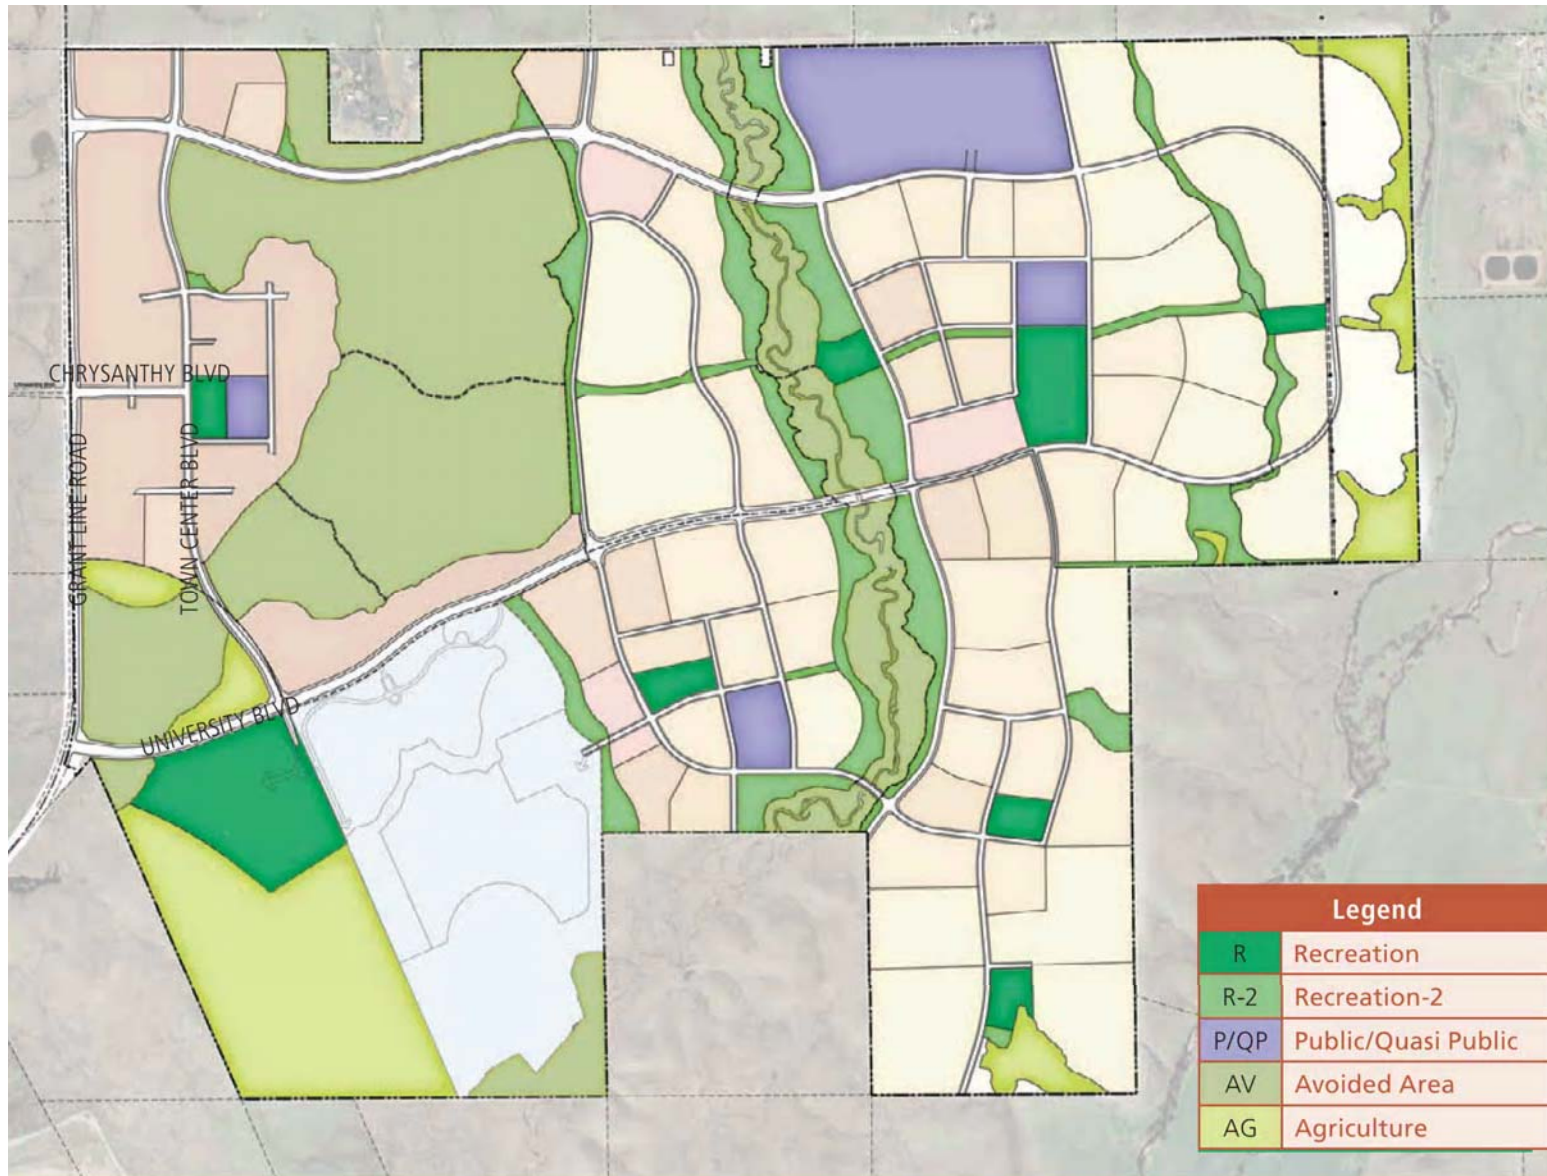 CHRYSANTHY BLVD
GRANT LINE ROAD
TOWN CENTER BLVD
UNIVERSITY BLVD
Legend
R Recreation
R-2 Recreation-2
P/QP Public/Quasi Public
AV Avoided Area
AG Agriculture